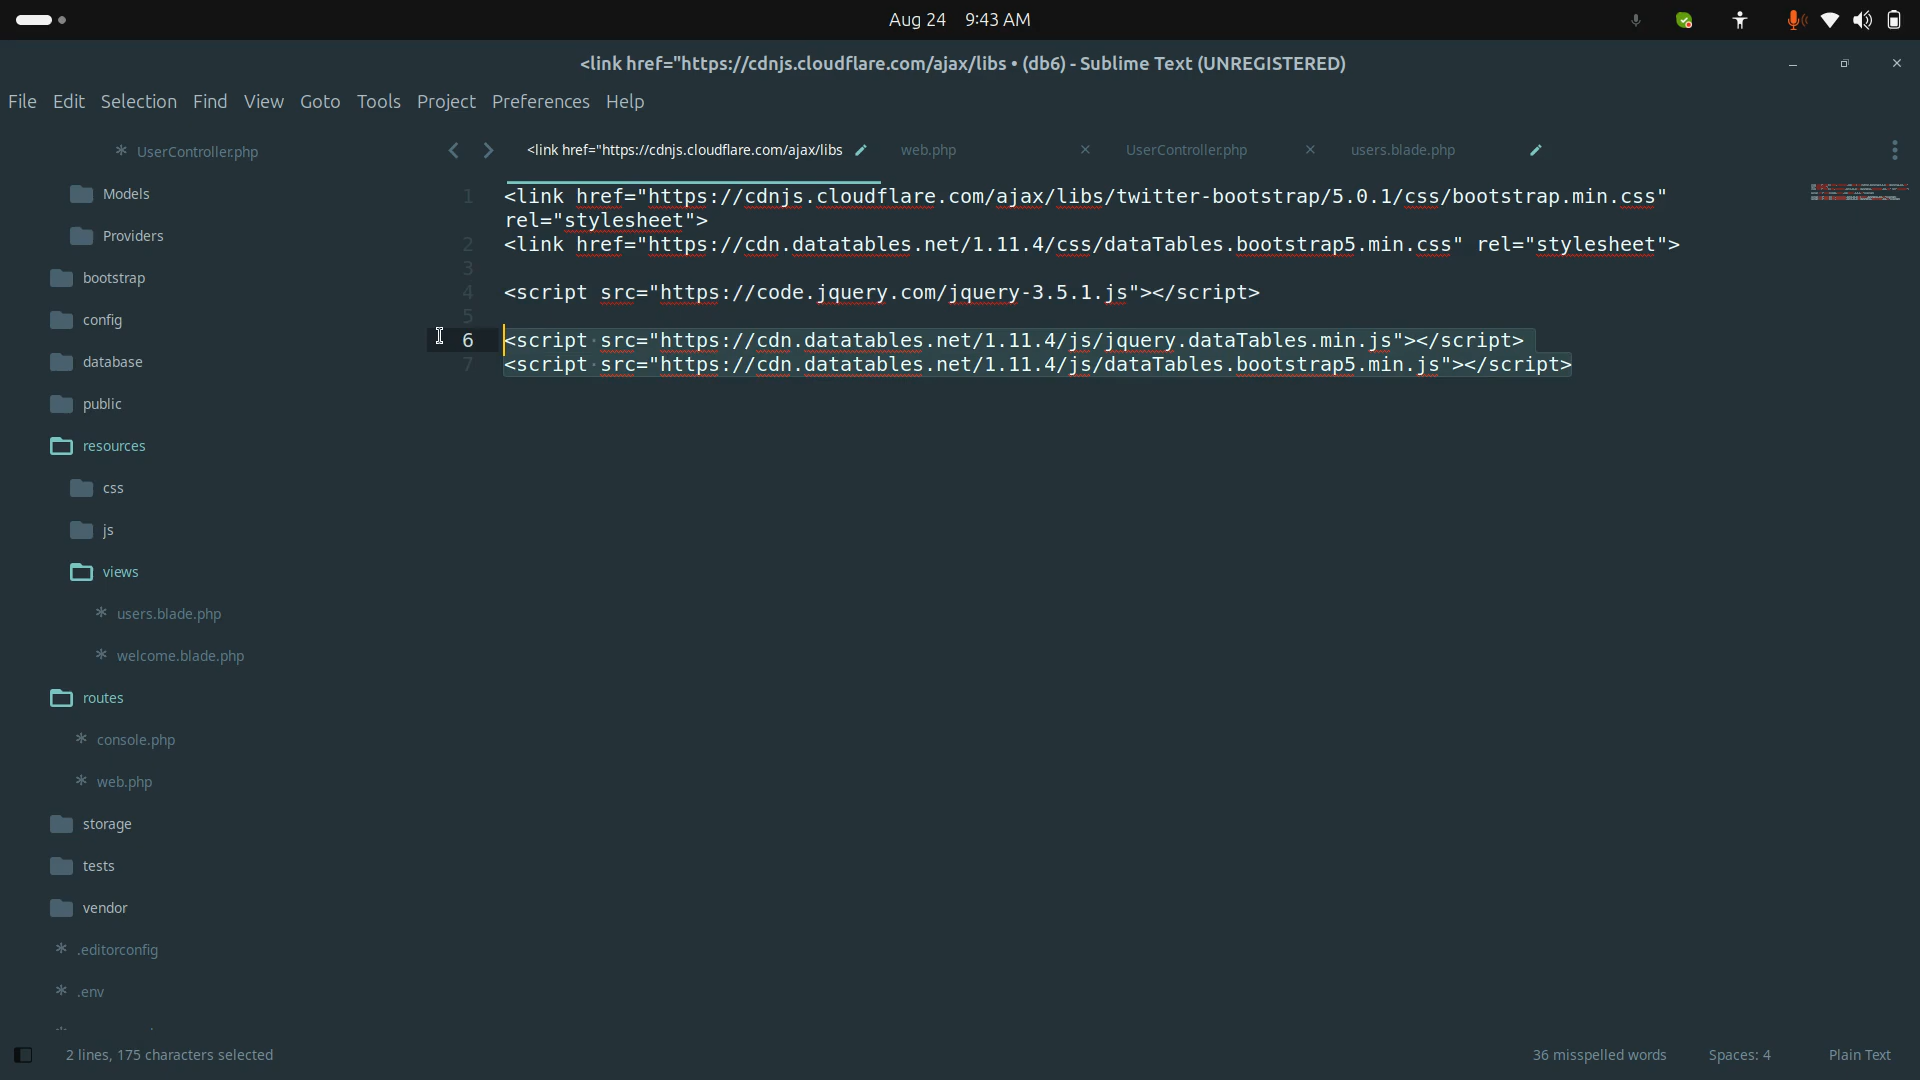 Aug 24 9:43 AM
<link href="https://cdnjs.cloudflare.com/ajax/libs • (db6) - Sublime Text (UNREGISTERED)
File Edit Selection Find View Goto Tools Project Preferences Help
UserController.php
Models
Providers
bootstrap
config
database
public
resources
css
js
views
users.blade.php
welcome.blade.php
routes
console.php
web.php
storage
tests
vendor
.editorconfig
.env
<link href="https://cdnjs.cloudflare.com/ajax/libs web.php UserController.php users.blade.php
1 <link href="https://cdnjs.cloudflare.com/ajax/libs/twitter-bootstrap/5.0.1/css/bootstrap.min.css"
rel="stylesheet">
2 <link href="https://cdn.datatables.net/1.11.4/css/dataTables.bootstrap5.min.css" rel="stylesheet">
3
4 <script src="https://code.jquery.com/jquery-3.5.1.js"></script>
5
6 <script src="https://cdn.datatables.net/1.11.4/js/jquery.dataTables.min.js"></script>
7 <script src="https://cdn.datatables.net/1.11.4/js/dataTables.bootstrap5.min.js"></script>
2 lines, 175 characters selected
36 misspelled words Spaces: 4 Plain Text